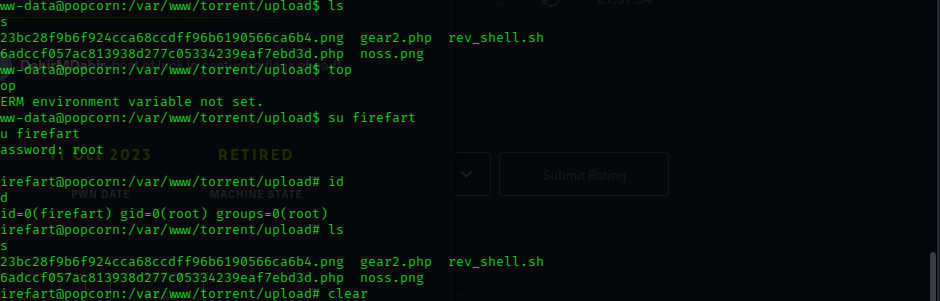 ww-data@popcorn:/var/www/torrent/upload$ ls
s
23bc28f9b6f924cca68ccdff96b6190566ca6b4.png  gear2.php  rev_shell.sh
6adccf057ac813938d277c05334239eaf7ebd3d.php  noss.png
ww-data@popcorn:/var/www/torrent/upload$ top
op
ERM environment variable not set.
ww-data@popcorn:/var/www/torrent/upload$ su firefart
u firefart
assword: root
11 Oct 2023 RETIRED
Submit Rating
irefart@popcorn:/var/www/torrent/upload# id
PWN DATE MACHINE STATE
d
id=0(firefart) gid=0(root) groups=0(root)
irefart@popcorn:/var/www/torrent/upload# ls
s
23bc28f9b6f924cca68ccdff96b6190566ca6b4.png  gear2.php  rev_shell.sh
6adccf057ac813938d277c05334239eaf7ebd3d.php  noss.png
irefart@popcorn:/var/www/torrent/upload# clear